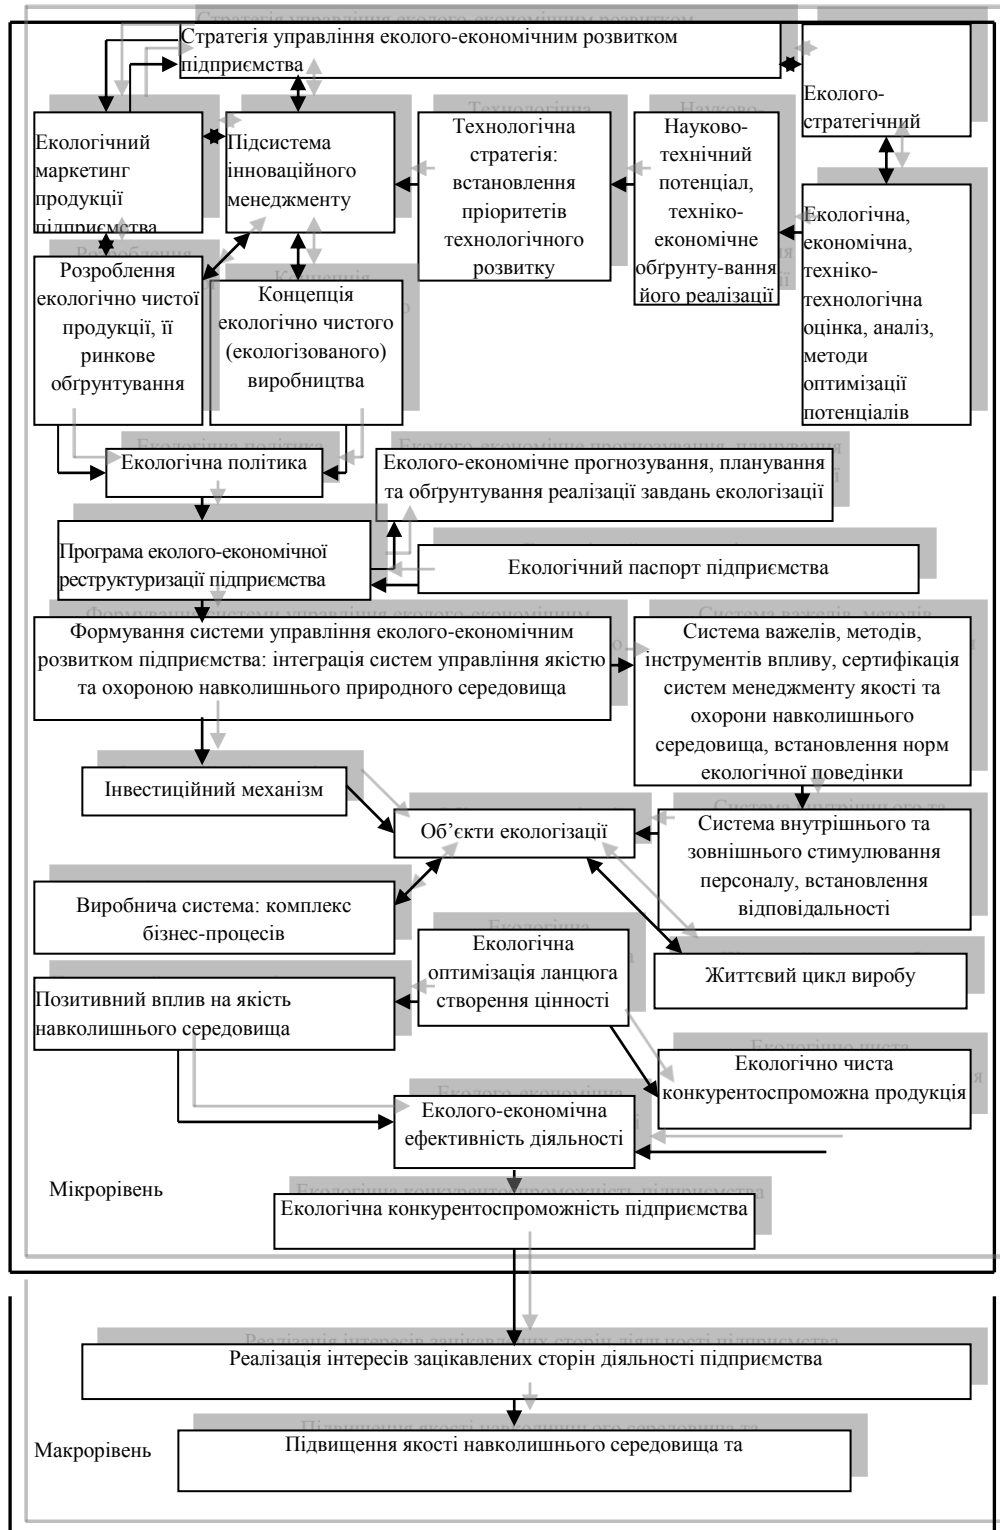 Стратегія управління еколого-економічним розвитком
підприємства
Еколого-
стратегічний
Екологічний
маркетинг
продукції
підприємства
Підсистема
інноваційного
менеджменту
Технологічна
стратегія:
встановлення
пріоритетів
технологічного
розвитку
Науково-
технічний
потенціал,
техніко-
економічне
обґрунту-вання
його реалізації
Екологічна,
економічна,
техніко-
технологічна
оцінка, аналіз,
методи
оптимізації
потенціалів
Розроблення
екологічно чистої
продукції, її
ринкове
обґрунтування
Концепція
екологічно чистого
(екологізованого)
виробництва
Екологічна політика
Еколого-економічне прогнозування, планування
та обґрунтування реалізації завдань екологізації
Програма еколого-економічної
реструктуризації підприємства
Екологічний паспорт підприємства
Формування системи управління еколого-економічним
розвитком підприємства: інтеграція систем управління якістю
та охороною навколишнього природного середовища
Система важелів, методів,
інструментів впливу, сертифікація
систем менеджменту якості та
охорони навколишнього
середовища, встановлення норм
екологічної поведінки
Інвестиційний механізм
Об’єкти екологізації
Система внутрішнього та
зовнішнього стимулювання
персоналу, встановлення
відповідальності
Виробнича система: комплекс
бізнес-процесів
Екологічна
оптимізація ланцюга
створення цінності
Життєвий цикл виробу
Позитивний вплив на якість
навколишнього середовища
Екологічно чиста
конкурентоспроможна продукція
Еколого-економічна
ефективність діяльності
Мікрорівень
Екологічна конкурентоспроможність підприємства
Реалізація інтересів зацікавлених сторін діяльності підприємства
Макрорівень
Підвищення якості навколишнього середовища та